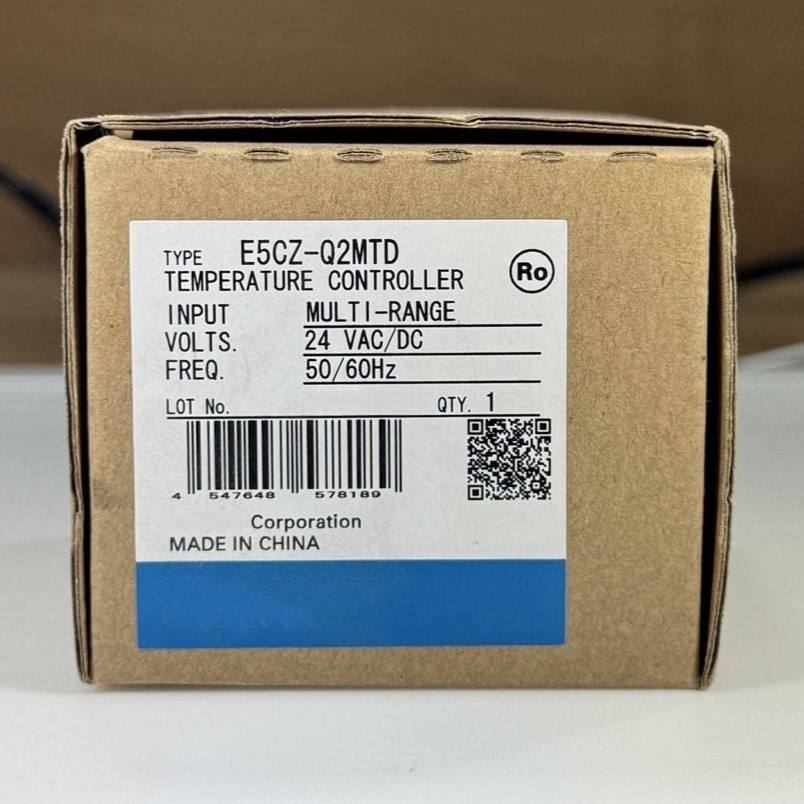 TYPE E5CZ-Q2MTD
TEMPERATURE CONTROLLER
Ro
INPUT MULTI-RANGE
VOLTS. 24 VAC/DC
FREQ. 50/60Hz
LOT No. QTY. 1
4 547648 578189
Corporation
MADE IN CHINA